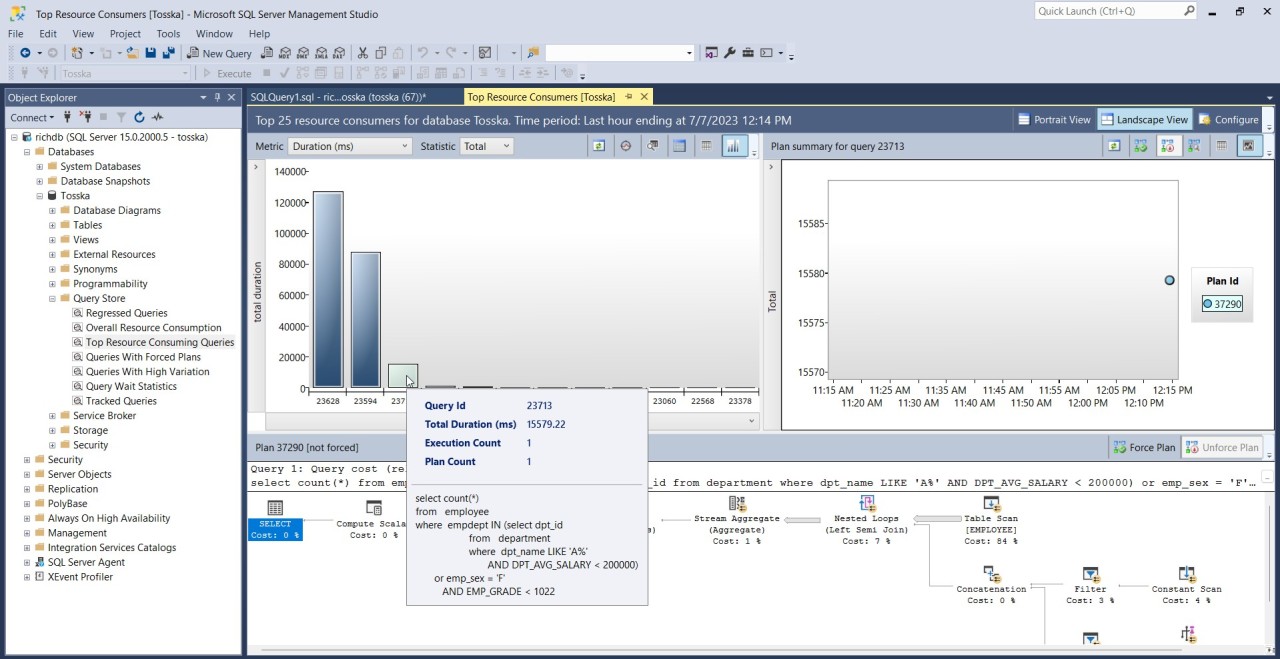 Top Resource Consumers [Tosska] - Microsoft SQL Server Management Studio
Quick Launch (Ctrl+Q)
File Edit View Project Tools Window Help
New Query
Tosska Execute
Object Explorer
SQLQuery1.sql - ric...osska (tosska (67))*
Top Resource Consumers [Tosska]
Connect
richdb (SQL Server 15.0.2000.5 - tosska)
Databases
System Databases
Database Snapshots
Tosska
Database Diagrams
Tables
Views
External Resources
Synonyms
Programmability
Query Store
Regressed Queries
Overall Resource Consumption
Top Resource Consuming Queries
Queries With Forced Plans
Queries With High Variation
Query Wait Statistics
Tracked Queries
Service Broker
Storage
Security
Security
Server Objects
Replication
PolyBase
Always On High Availability
Management
Integration Services Catalogs
SQL Server Agent
XEvent Profiler
Top 25 resource consumers for database Tosska. Time period: Last hour ending at 7/7/2023 12:14 PM
Portrait View Landscape View Configure
Metric Duration (ms) Statistic Total
total duration
140000
120000
100000
80000
60000
40000
20000
0
23628 23594 237 23060 22568 23378
Plan summary for query 23713
Total
15585
15580
15575
15570
11:15 AM 11:25 AM 11:35 AM 11:45 AM 11:55 AM 12:05 PM 12:15 PM
11:20 AM 11:30 AM 11:40 AM 11:50 AM 12:00 PM 12:10 PM
Plan Id
37290
Query Id 23713
Total Duration (ms) 15579.22
Execution Count 1
Plan Count 1
select count(*)
from employee
where empdept IN (select dpt_id
from department
where dpt_name LIKE 'A%'
AND DPT_AVG_SALARY < 200000)
or emp_sex = 'F'
AND EMP_GRADE < 1022
Plan 37290 [not forced]
Force Plan Unforce Plan
Query 1: Query cost (re
select count(*) from em _id from department where dpt_name LIKE 'A%' AND DPT_AVG_SALARY < 200000) or emp_sex = 'F'...
SELECT
Cost: 0 %
Compute Scala
Cost: 0 %
s)
Stream Aggregate
(Aggregate)
Cost: 1 %
Nested Loops
(Left Semi Join)
Cost: 7 %
Table Scan
[EMPLOYEE]
Cost: 84 %
Concatenation
Cost: 0 %
Filter
Cost: 3 %
Constant Scan
Cost: 4 %